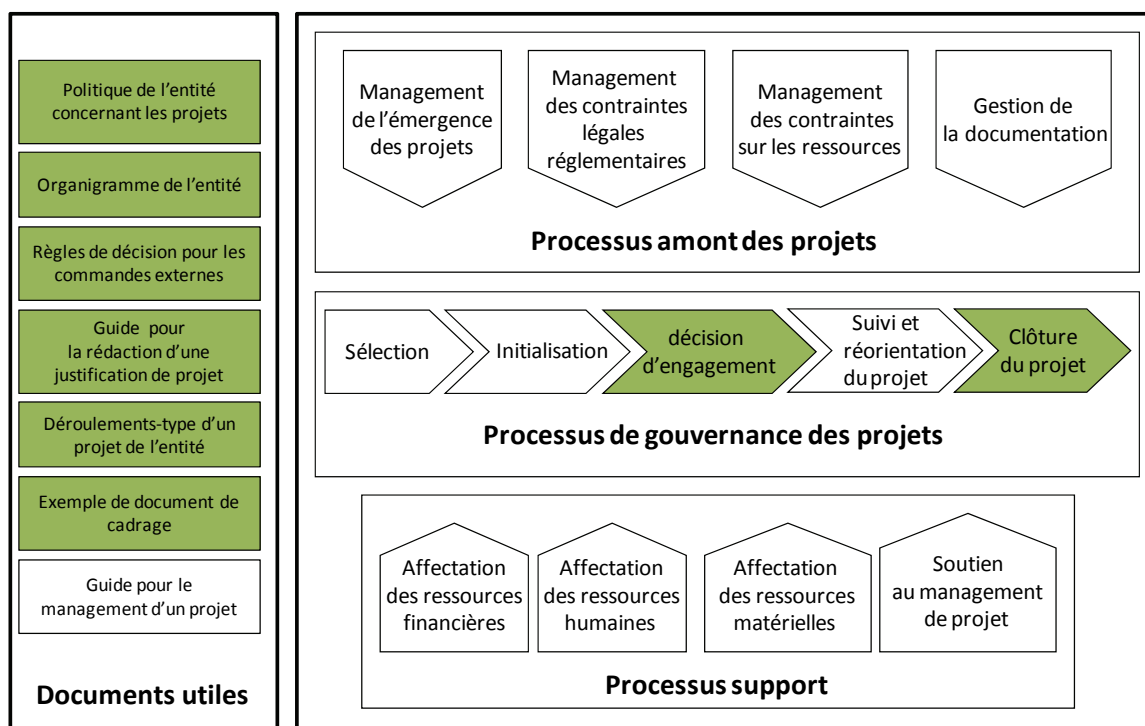 Politique de l’entité
concernant les projets
Organigramme de l’entité
Règles de décision pour les
commandes externes
Guide pour
la rédaction d’une
justification de projet
Déroulements-type d’un
projet de l’entité
Exemple de document de
cadrage
Guide pour le
management d’un projet
Documents utiles
Management
de l’émergence
des projets
Management
des contraintes
légales
réglementaires
Management
des contraintes
sur les ressources
Gestion de
la documentation
Processus amont des projets
Sélection
Initialisation
décision
d’engagement
Suivi et
réorientation
du projet
Clôture
du projet
Processus de gouvernance des projets
Affectation
des ressources
financières
Affectation
des ressources
humaines
Affectation
des ressources
matérielles
Soutien
au management
de projet
Processus support